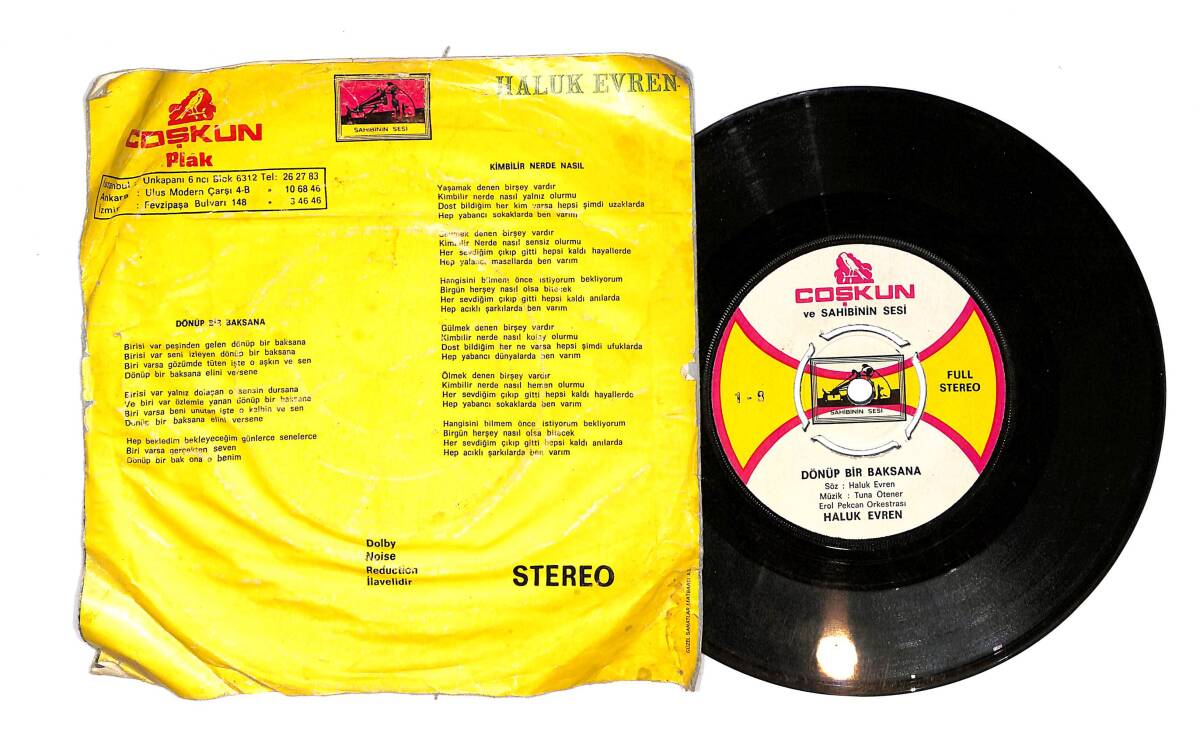 HALUK EVREN
COŞKUN
Plak
SAHİBİNİN SESİ
İstanbul : Unkapanı 6 ncı Blok 6312 Tel: 26 27 83
Ankara : Ulus Modern Çarşı 4-B " 10 68 46
İzmir : Fevzipaşa Bulvarı 148 " 3 46 46
DÖNÜP BİR BAKSANA
Birisi var peşinden gelen dönüp bir baksana
Biri var seni izleyen dönüp bir baksana
Biri varsa gözümde tüten işte o aşkın ve sen
Dönüp bir baksana elini versene
Birisi var yalnız dolaçan o sensin dursana
Ve biri var özlemle yanan dönüp bir baksana
Biri varsa beni unutan işte o kalbin ve sen
Dönüp bir baksana elini versene
Hep bekledim bekleyeceğim günlerce senelerce
Biri varsa gerçekten seven
Dönüp bir bak ona o benim
KİMBİLİR NERDE NASIL
Yaşamak denen birşey vardır
Kimbilir nerde nasıl yalnız olurmu
Dost bildiğim her kim varsa hepsi şimdi uzaklarda
Hep yabancı sokaklarda ben varım
Sevmek denen birşey vardır
Kimbilir Nerde nasıl sensiz olurmu
Her sevdiğim çıkıp gitti hepsi kaldı hayallerde
Hep yalancı masallarda ben varım
Hangisini bilmem önce istiyorum bekliyorum
Birgün herşey nasıl olsa bitecek
Her sevdiğim çıkıp gitti hepsi kaldı anılarda
Hep acıklı şarkılarda ben varım
Gülmek denen birşey vardır
Kimbilir nerde nasıl kolay olurmu
Dost bildiğim her ne varsa hepsi şimdi ufuklarda
Hep yabancı dünyalarda ben varım
Ölmek denen birşey vardır
Kimbilir nerde nasıl hemen olurmu
Her sevdiğim çıkıp gitti hepsi kaldı hayallerde
Hep yabancı sokaklarda ben varım
Hangisini bilmem önce istiyorum bekliyorum
Birgün herşey nasıl olsa bitecek
Her sevdiğim çıkıp gitti hepsi kaldı anılarda
Hep acıklı şarkılarda ben varım
Dolby
Noise
Reduction
İlavelidir
STEREO
GÜZEL SANATLAR MATBAASI
COŞKUN
ve SAHİBİNİN SESİ
FULL
STEREO
SAHİBİNİN SESİ
DÖNÜP BİR BAKSANA
Söz : Haluk Evren
Müzik : Tuna Ötener
Erol Pekcan Orkestrası
HALUK EVREN